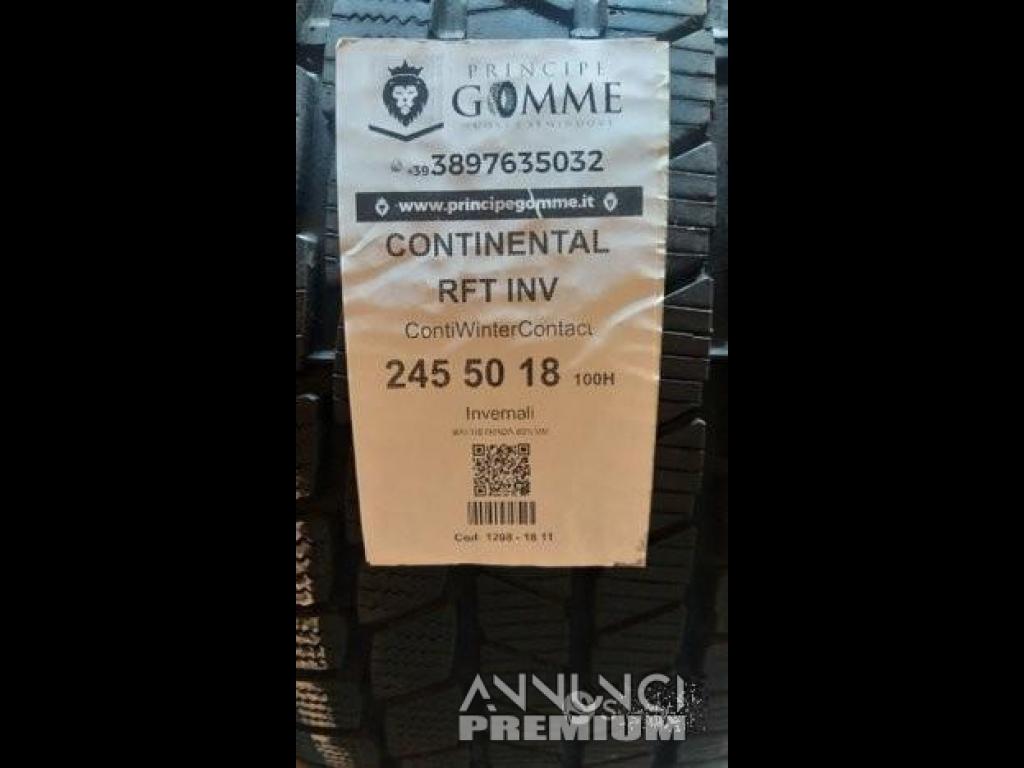 PRINCIPE
GOMME
+39 3897635032
www.principegomme.it
CONTINENTAL
RFT INV
ContiWinterContact
245 50 18 100H
Invernali
Cod: 1298 - 18 11
ANNUNCI
PREMIUM